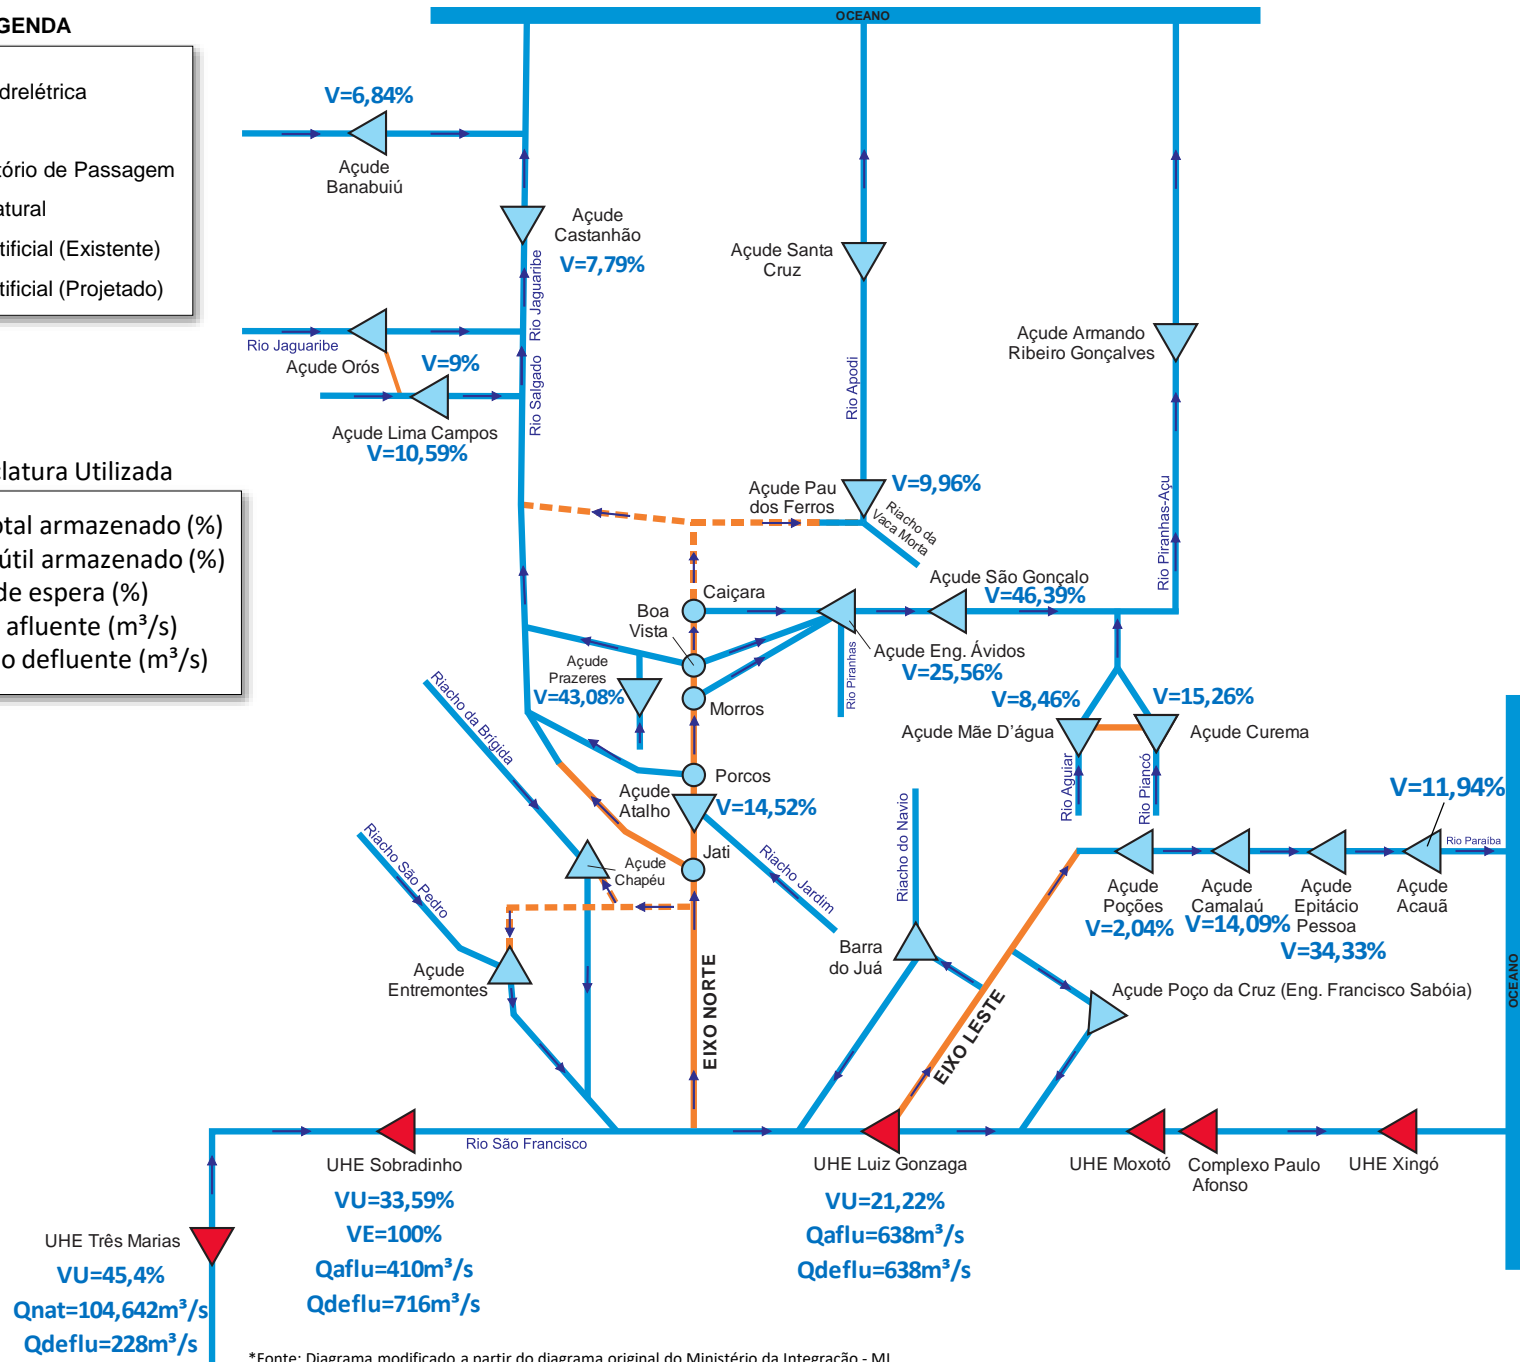 GENDA
drelétrica
tório de Passagem
atural
tificial (Existente)
tificial (Projetado)
clatura Utilizada
otal armazenado (%)
útil armazenado (%)
de espera (%)
afluente (m³/s)
o defluente (m³/s)
OCEANO
V=6,84%
Açude
Banabuiú
Açude
Castanhão
V=7,79%
Rio Jaguaribe
Açude Santa
Cruz
Açude Armando
Ribeiro Gonçalves
Rio Jaguaribe
Açude Orós
V=9%
Rio Salgado
Rio Apodi
Açude Lima Campos
V=10,59%
Açude Pau
dos Ferros
V=9,96%
Riacho da
Vaca Morta
Rio Piranhas-Açu
Açude São Gonçalo
V=46,39%
Caiçara
Boa
Vista
Açude Eng. Ávidos
V=25,56%
Rio Piranhas
Açude
Prazeres
V=43,08%
Morros
V=8,46%
V=15,26%
Açude Mãe D'água
Açude Curema
Riacho da Brígida
Porcos
Açude
Atalho
V=14,52%
Rio Aguiar
Rio Piancó
V=11,94%
Riacho do Navio
Riacho São Pedro
Açude
Chapéu
Jati
Riacho Jardim
Rio Paraiba
Açude
Poções
V=2,04%
Açude
Camalaú
V=14,09%
Açude
Epitácio
Pessoa
V=34,33%
Açude
Acauã
Açude
Entremontes
Barra
do Juá
EIXO NORTE
EIXO LESTE
Açude Poço da Cruz (Eng. Francisco Sabóia)
OCEANO
Rio São Francisco
UHE Sobradinho
VU=33,59%
VE=100%
Qaflu=410m³/s
Qdeflu=716m³/s
UHE Luiz Gonzaga
VU=21,22%
Qaflu=638m³/s
Qdeflu=638m³/s
UHE Moxotó
Complexo Paulo
Afonso
UHE Xingó
UHE Três Marias
VU=45,4%
Qnat=104,642m³/s
Qdeflu=228m³/s
*Fonte: Diagrama modificado a partir do diagrama original do Ministério da Integração - MI